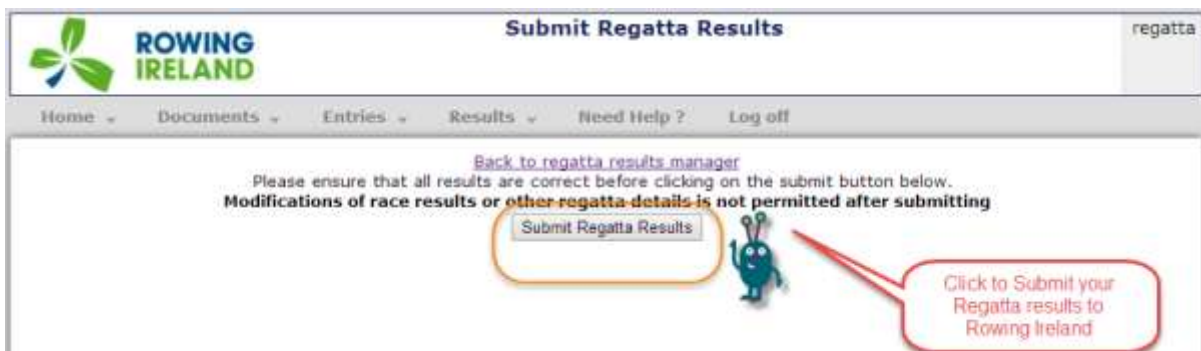 Submit Regatta Results
regatta
ROWING
IRELAND
Home
Documents
Entries
Results
Need Help ?
Log off
Back to regatta results manager
Please ensure that all results are correct before clicking on the submit button below.
Modifications of race results or other regatta details is not permitted after submitting
Submit Regatta Results
Click to Submit your
Regatta results to
Rowing Ireland